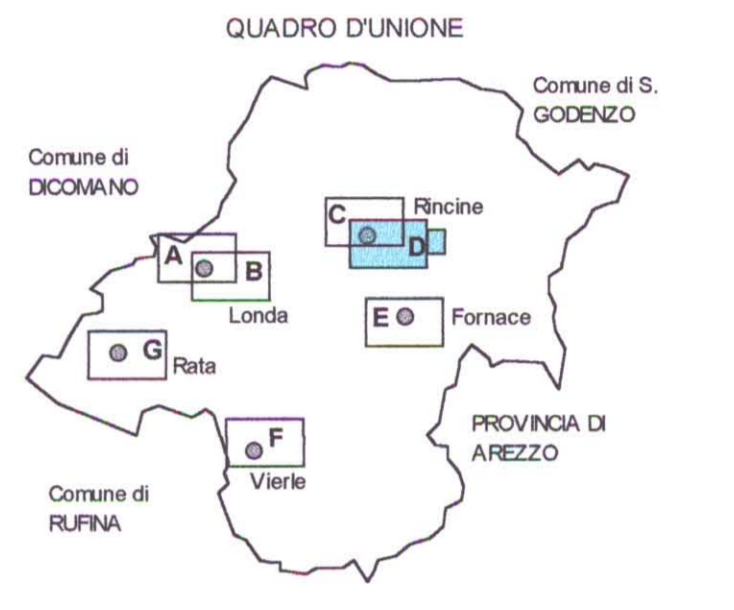 QUADRO D'UNIONE
Comune di S.
GODENZO
Comune di
DICOMANO
C
Rincine
D
A
B
Londa
E
Fornace
G
Rata
PROVINCIA DI
AREZZO
F
Vierle
Comune di
RUFINA